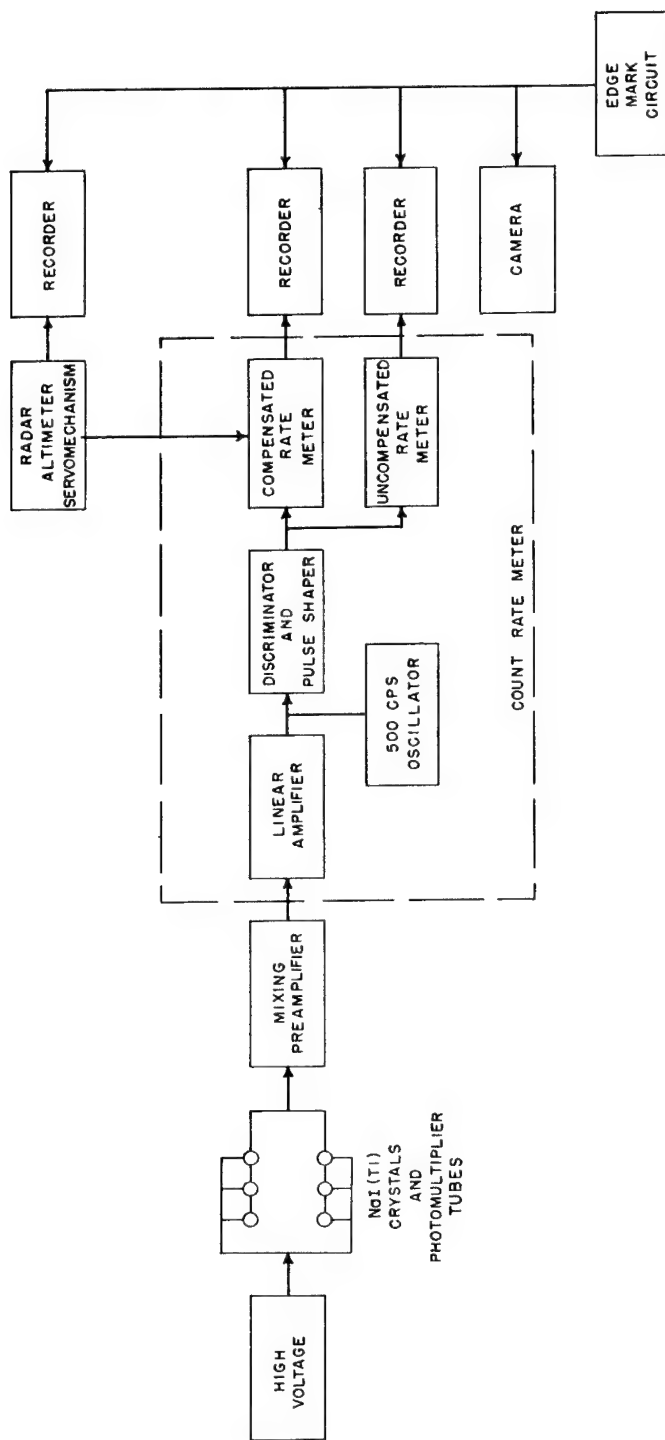 HIGH
VOLTAGE
NaI (Tl)
CRYSTALS
AND
PHOTOMULTIPLIER
TUBES
MIXING
PREAMPLIFIER
LINEAR
AMPLIFIER
500 CPS
OSCILLATOR
DISCRIMINATOR
AND
PULSE SHAPER
RADAR
ALTIMETER
SERVOMECHANISM
COMPENSATED
RATE
METER
UNCOMPENSATED
RATE
METER
COUNT RATE METER
RECORDER
RECORDER
RECORDER
CAMERA
EDGE
MARK
CIRCUIT